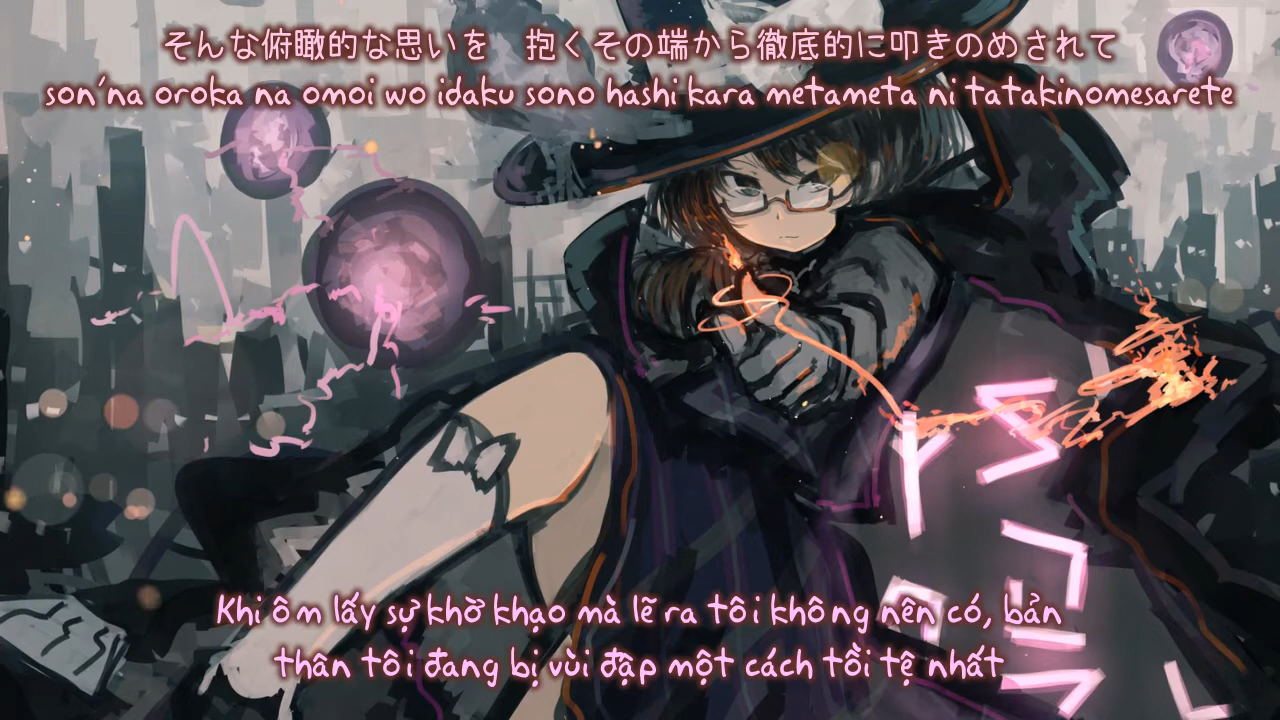 そんな俯瞰的な思いを　抱くその端から徹底的に叩きのめされて
son'na oroka na omoi wo idaku sono hashi kara metameta ni tatakinomesarete
Khi ôm lấy sự khờ khạo mà lẽ ra tôi không nên có, bản
thân tôi đang bị vùi dập một cách tồi tệ nhất